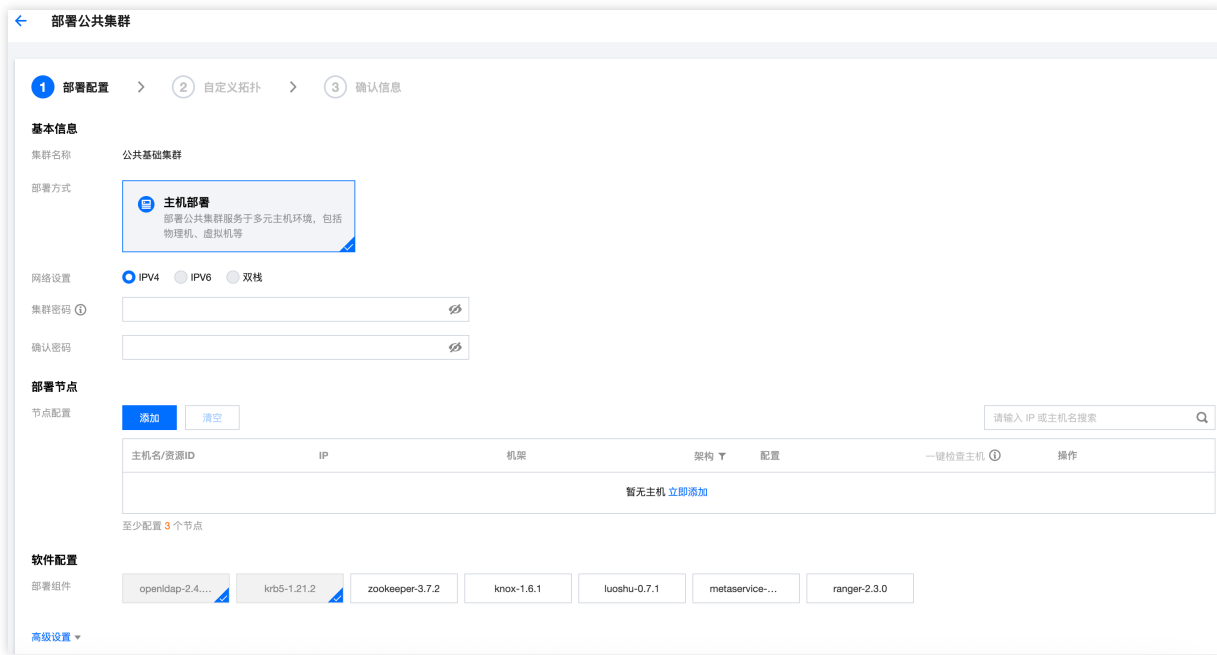 部署公共集群
1 部署配置 > 2 自定义拓扑 > 3 确认信息
基本信息
集群名称 公共基础集群
部署方式
主机部署
部署公共集群服务于多元主机环境，包括
物理机、虚拟机等
网络设置 IPV4 IPV6 双栈
集群密码
确认密码
部署节点
节点配置 添加 清空 请输入 IP 或主机名搜索
主机名/资源ID IP 机架 架构 配置 一键检查主机 操作
暂无主机 立即添加
至少配置 3 个节点
软件配置
部署组件 openldap-2.4.... krb5-1.21.2 zookeeper-3.7.2 knox-1.6.1 luoshu-0.7.1 metaservice-... ranger-2.3.0
高级设置